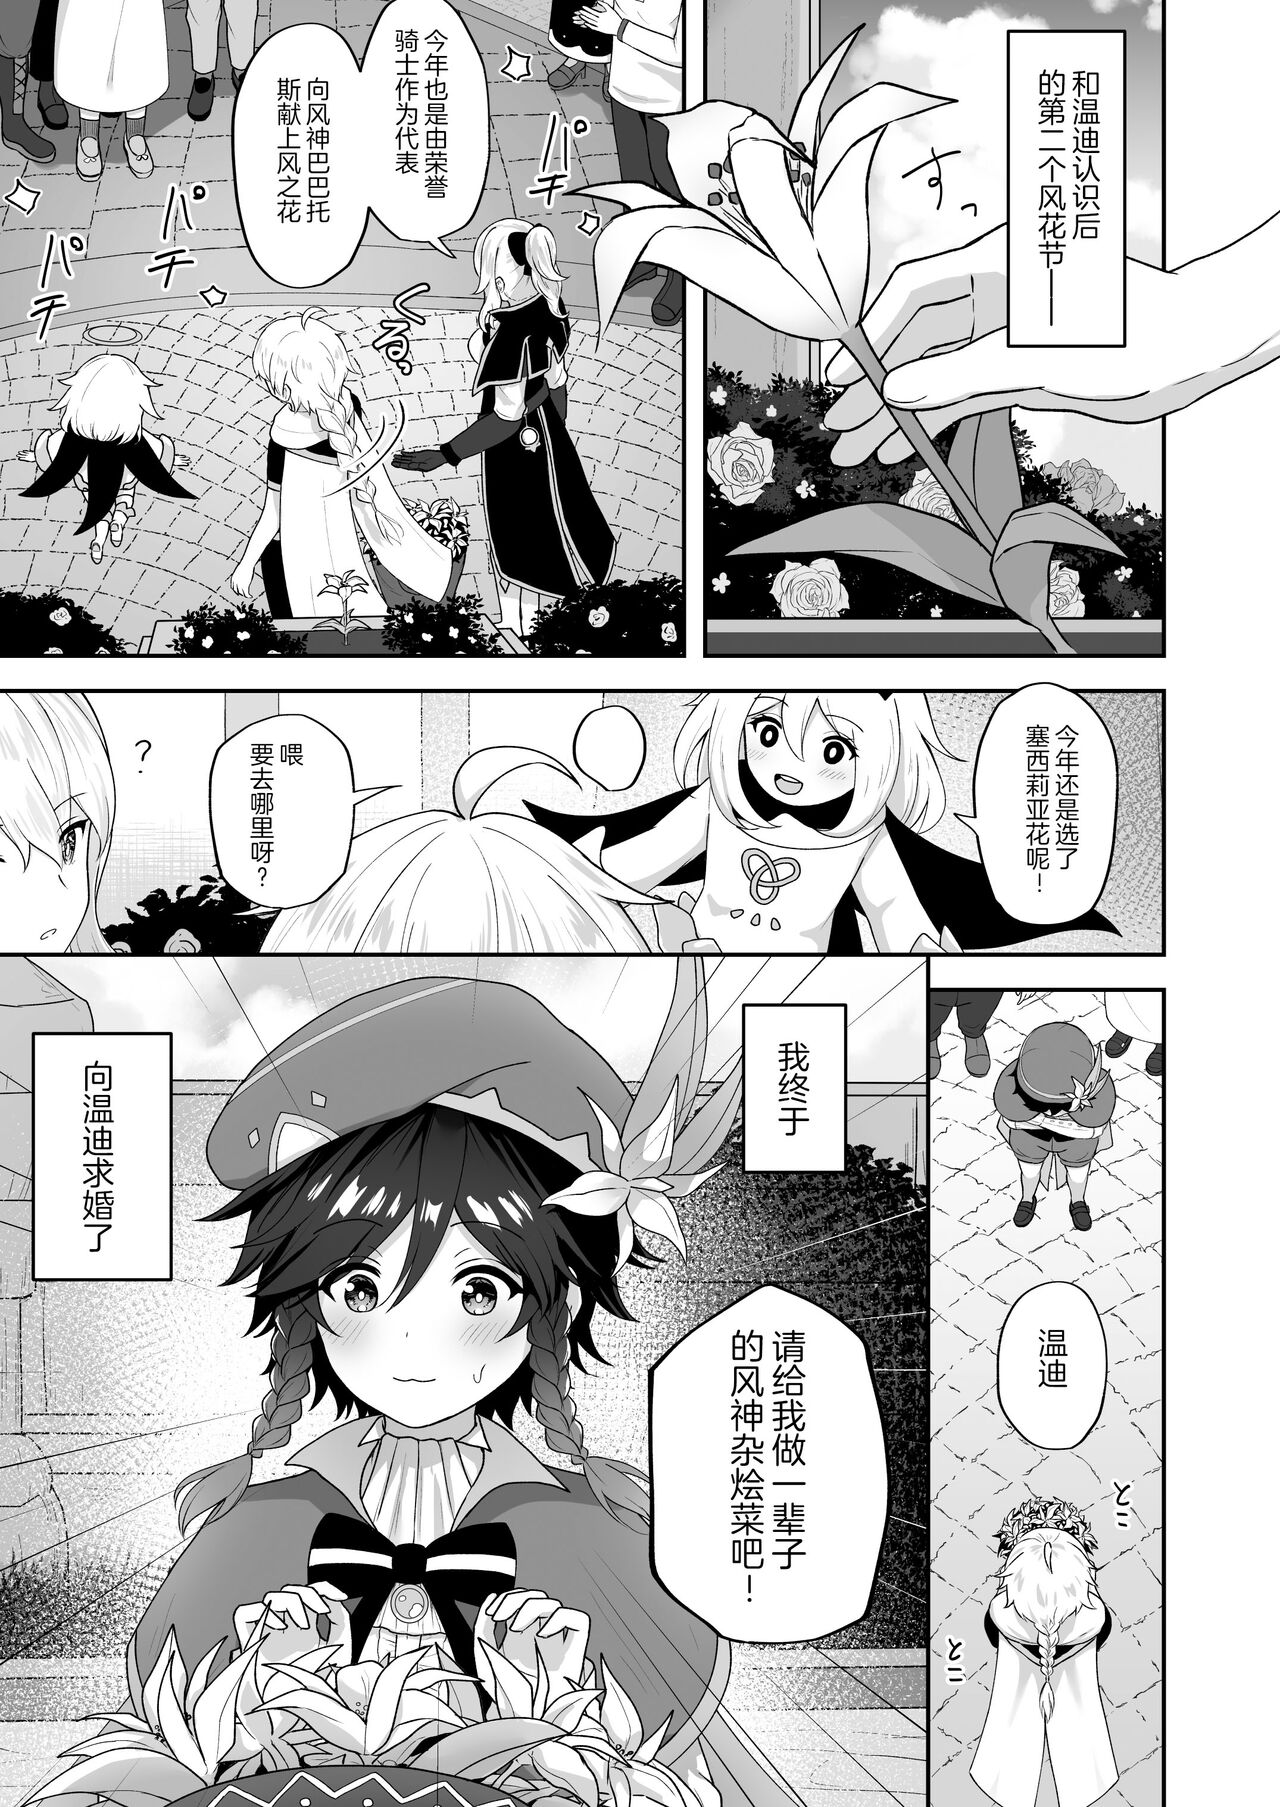 和温迪认识后
的第二个风花节——
すっ
今年也是由荣誉
骑士作为代表
向风神巴巴托
斯献上风之花
パチ
パチ
パチ
パチ
くるっ
今年还是选了
塞西莉亚花呢！
喂
要去哪里呀？
？
温迪
とこ
とこ
我终于
请给我做一辈子
的风神杂烩菜吧！
向温迪求婚了